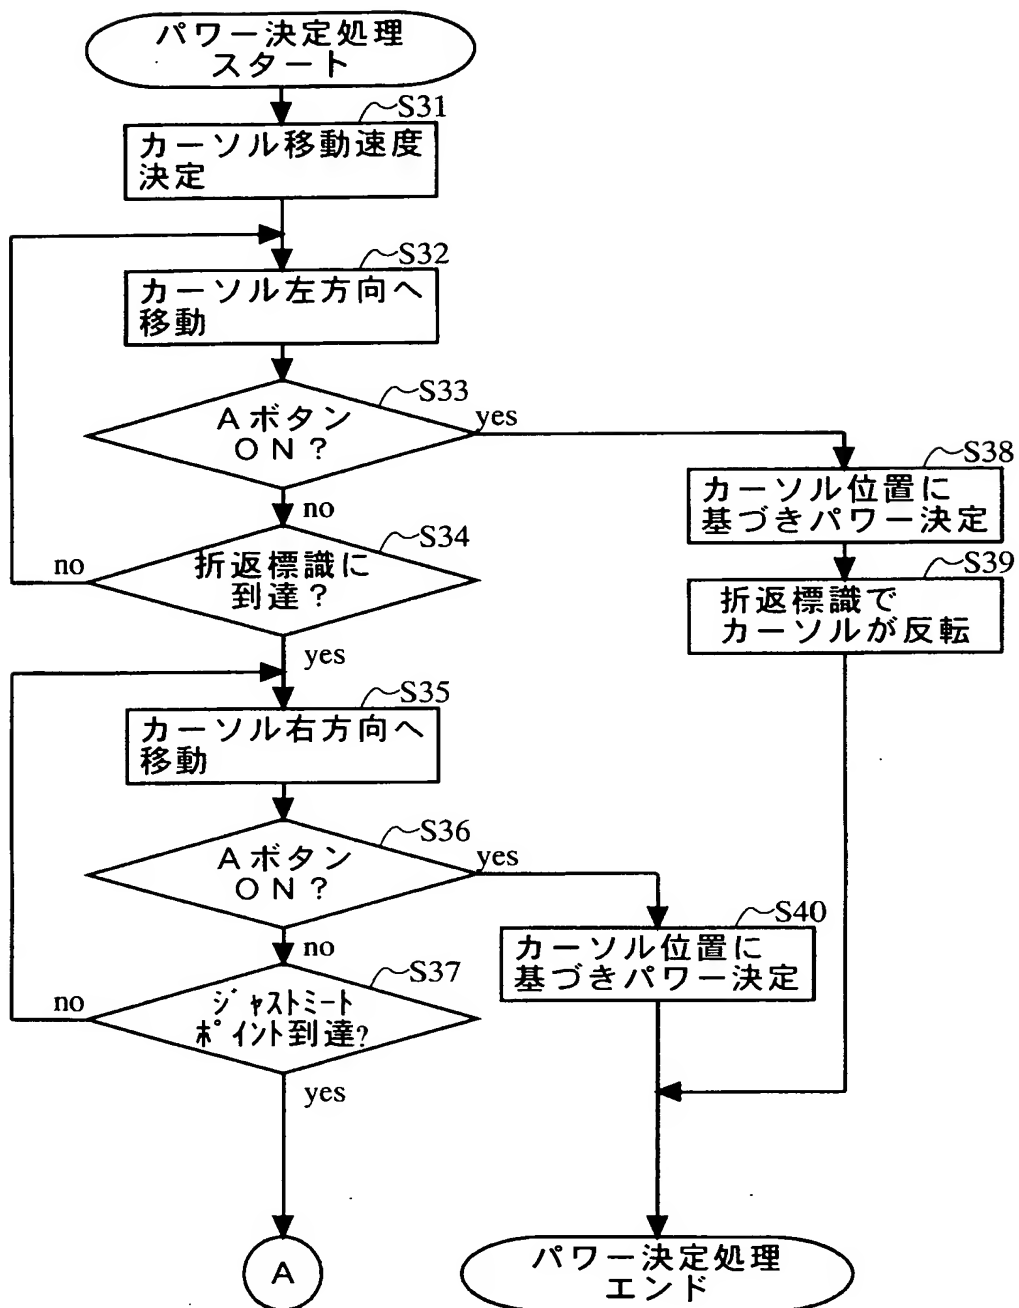 パワー決定処理
スタート
S31
カーソル移動速度
決定
S32
カーソル左方向へ
移動
S33
Aボタン
ON?
yes
no
S38
カーソル位置に
基づきパワー決定
S34
折返標識に
到達?
no
yes
S39
折返標識で
カーソルが反転
S35
カーソル右方向へ
移動
S36
Aボタン
ON?
yes
no
S40
カーソル位置に
基づきパワー決定
S37
ジャストミート
ポイント到達?
no
yes
A
パワー決定処理
エンド